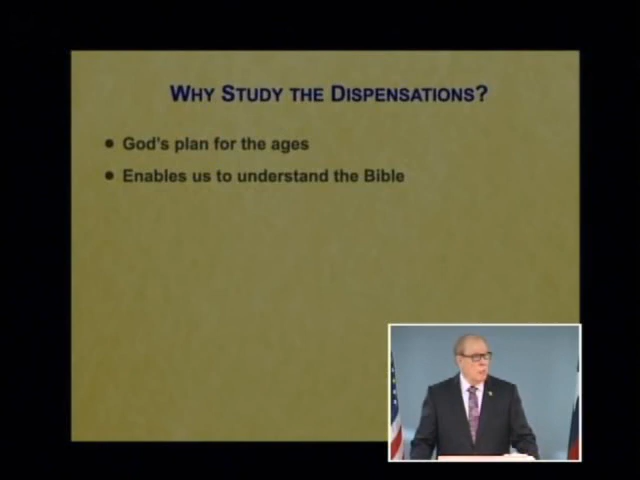 WHY STUDY THE DISPENSATIONS?
• God's plan for the ages
• Enables us to understand the Bible